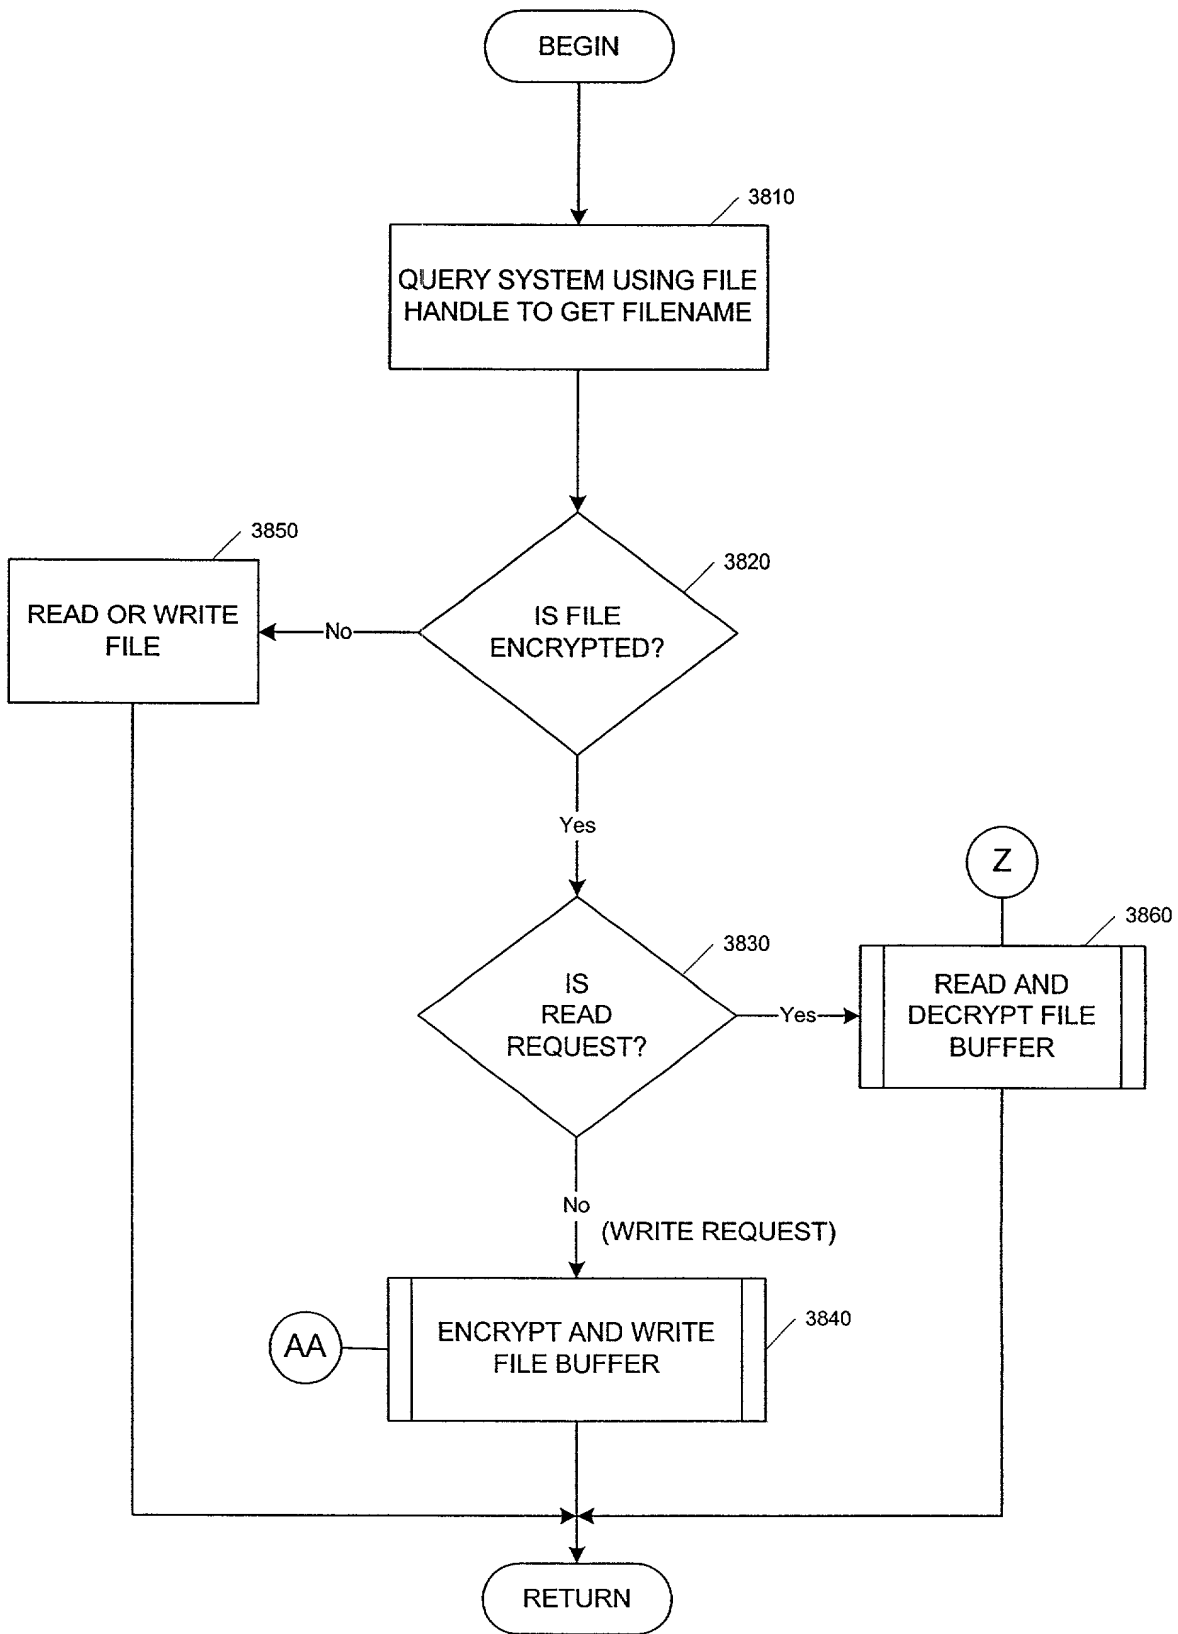 BEGIN
3810
QUERY SYSTEM USING FILE
HANDLE TO GET FILENAME
3850
READ OR WRITE
FILE
No
3820
IS FILE
ENCRYPTED?
Yes
Z
3830
IS
READ
REQUEST?
Yes
3860
READ AND
DECRYPT FILE
BUFFER
No
(WRITE REQUEST)
AA
ENCRYPT AND WRITE
FILE BUFFER
3840
RETURN